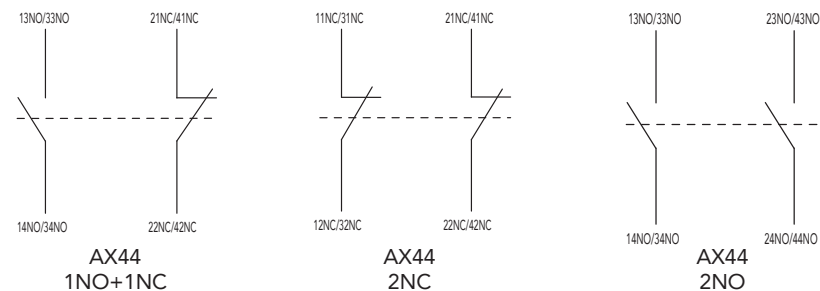 13NO/33NO 21NC/41NC 11NC/31NC 21NC/41NC 13NO/33NO 23NO/43NO
14NO/34NO 22NC/42NC 12NC/32NC 22NC/42NC 14NO/34NO 24NO/44NO
AX44 AX44 AX44
1NO+1NC 2NC 2NO